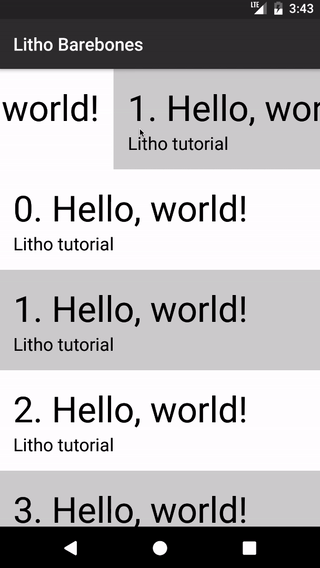 LTE 3:43
Litho Barebones
world! 1. Hello, wor
Litho tutorial
0. Hello, world!
Litho tutorial
1. Hello, world!
Litho tutorial
2. Hello, world!
Litho tutorial
3. Hello, world!